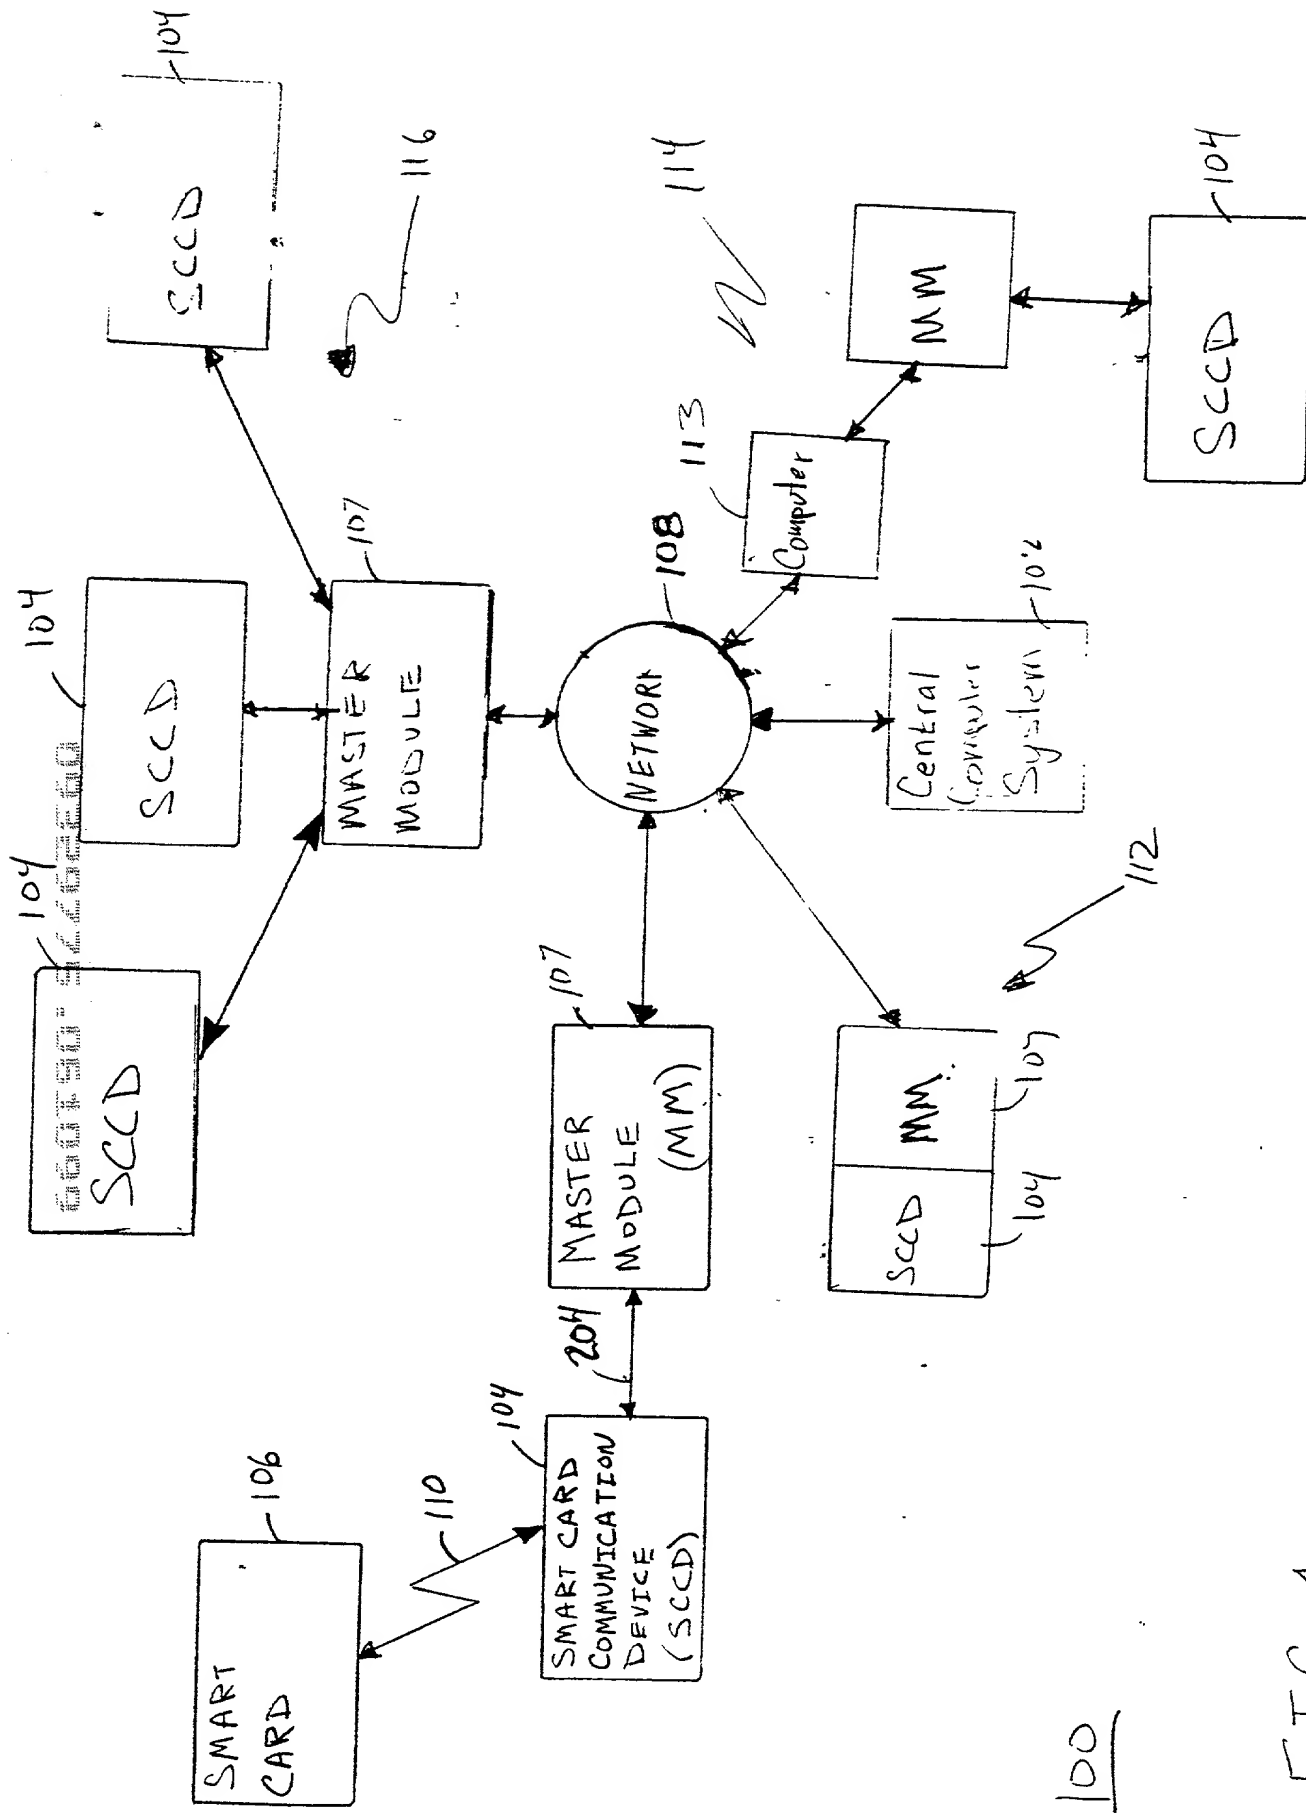 SMART
CARD
106
110
SMART CARD
COMMUNICATION
DEVICE
(SCCD)
104
204
MASTER
MODULE
(MM)
107
SCCD
104
SCCD
104
SCCD
104
116
MASTER
MODULE
107
NETWORK
108
Computer
113
114
MM
SCCD
104
Central
Computer
System
102
SCCD
MM
104
107
112
100